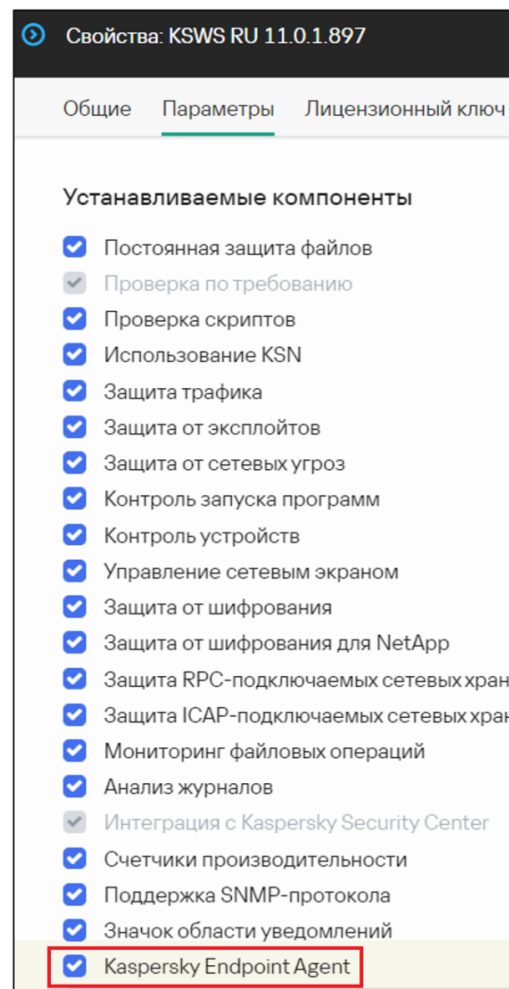 Свойства: KSWS RU 11.0.1.897
Общие Параметры Лицензионный ключ
Устанавливаемые компоненты
Постоянная защита файлов
Проверка по требованию
Проверка скриптов
Использование KSN
Защита трафика
Защита от эксплойтов
Защита от сетевых угроз
Контроль запуска программ
Контроль устройств
Управление сетевым экраном
Защита от шифрования
Защита от шифрования для NetApp
Защита RPC-подключаемых сетевых хран
Защита ICAP-подключаемых сетевых хран
Мониторинг файловых операций
Анализ журналов
Интеграция с Kaspersky Security Center
Счетчики производительности
Поддержка SNMP-протокола
Значок области уведомлений
Kaspersky Endpoint Agent